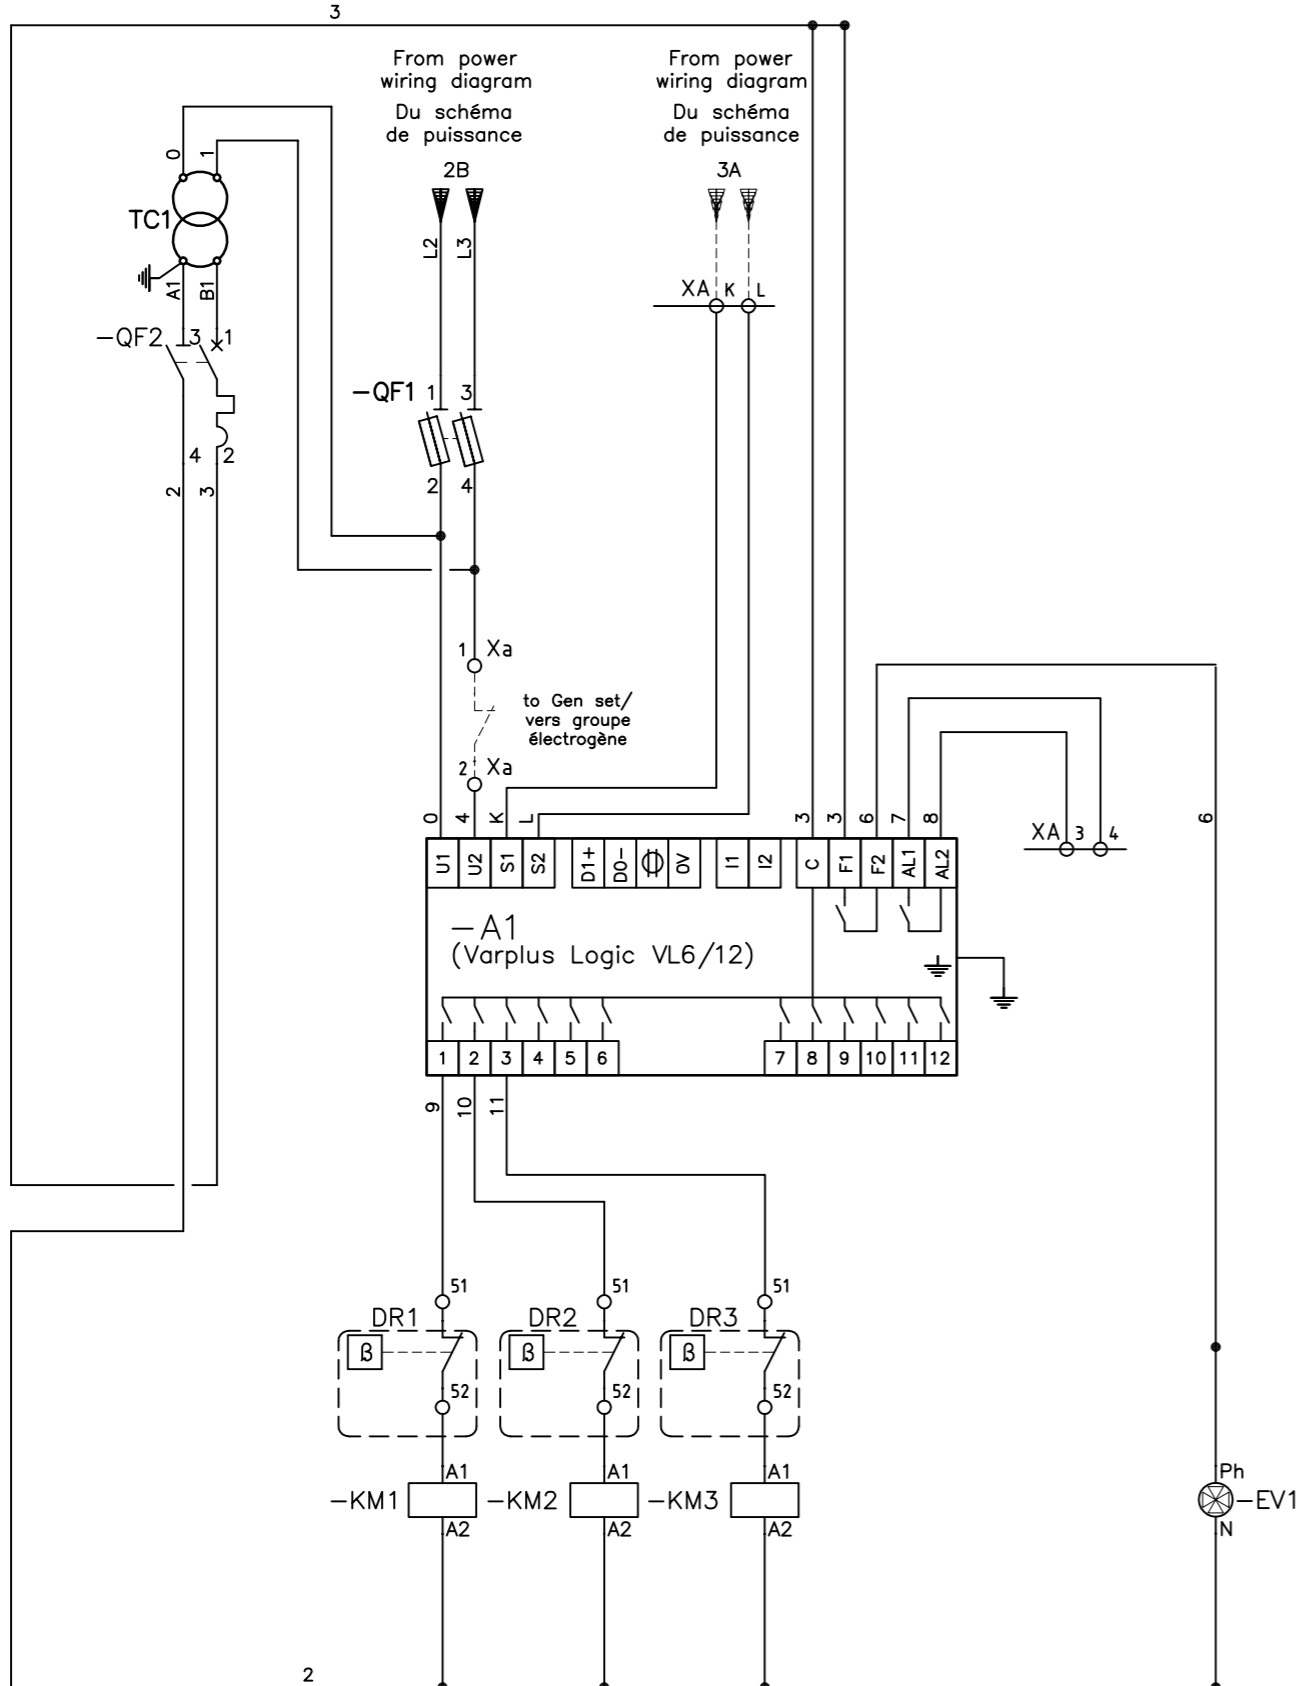 3
From power
wiring diagram
Du schéma
de puissance
2B
From power
wiring diagram
Du schéma
de puissance
3A
0 1
TC1
A1 B1
L2 L3
XA K L
-QF2 3 1
4 2
2 3
-QF1 1 3
2 4
1 Xa
to Gen set/
vers groupe
électrogène
2 Xa
0 4 K L 3 3 6 7 8
6
XA 3 4
U1 U2 S1 S2 D1+ D0- 0V I1 I2 C F1 F2 AL1 AL2
-A1
(Varplus Logic VL6/12)
1 2 3 4 5 6 7 8 9 10 11 12
9 10 11
51 51 51
DR1 DR2 DR3
β β β
52 52 52
A1 A1 A1 Ph
-KM1 -KM2 -KM3 -EV1
A2 A2 A2 N
2